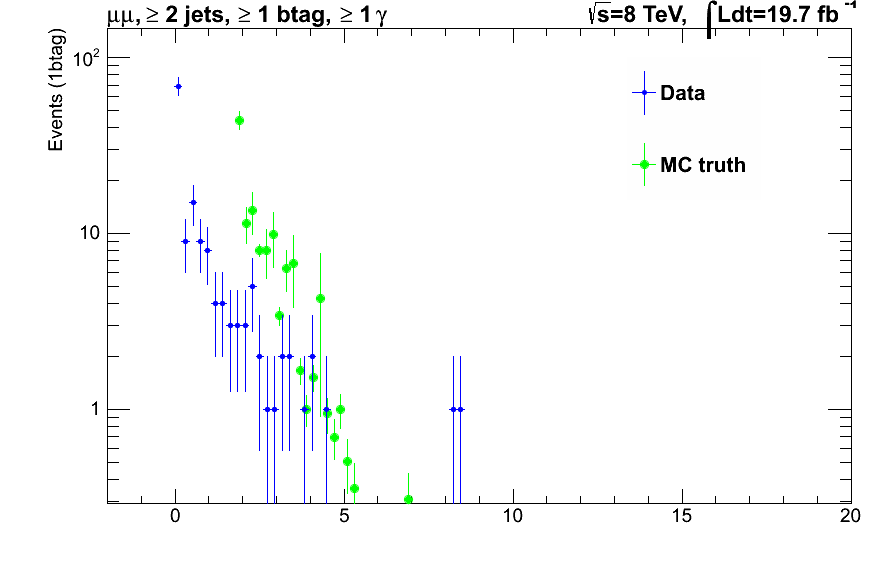 μμ, ≥ 2 jets, ≥ 1 btag, ≥ 1 γ
√s=8 TeV, ∫Ldt=19.7 fb⁻¹
Events (1btag)
Data
MC truth
10²
10
1
0 5 10 15 20